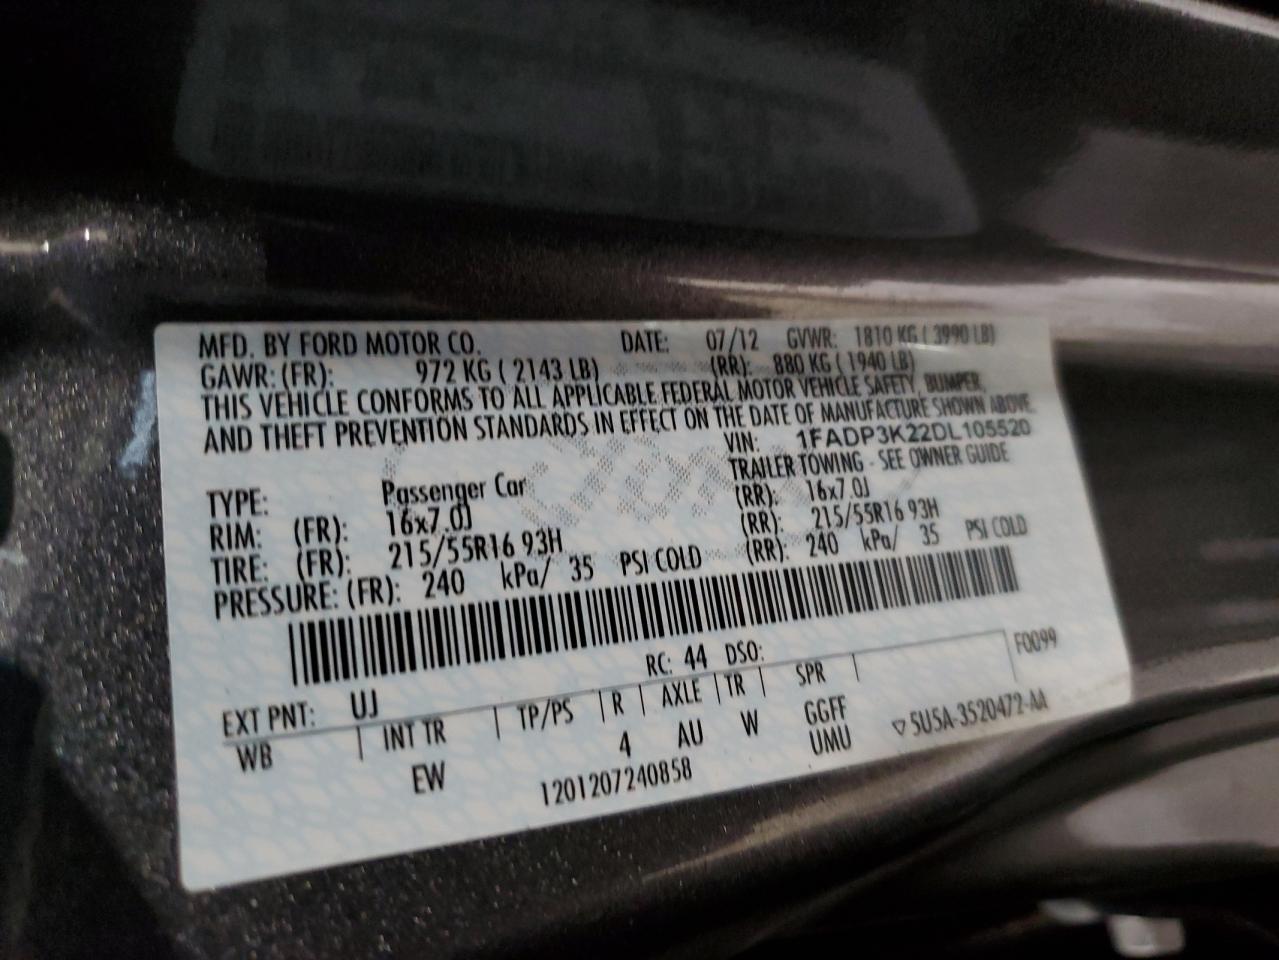 MFD. BY FORD MOTOR CO. DATE: 07/12 GVWR: 1810 KG ( 3990 LB)
GAWR: (FR): 972 KG ( 2143 LB) (RR): 880 KG ( 1940 LB)
THIS VEHICLE CONFORMS TO ALL APPLICABLE FEDERAL MOTOR VEHICLE SAFETY, BUMPER,
AND THEFT PREVENTION STANDARDS IN EFFECT ON THE DATE OF MANUFACTURE SHOWN ABOVE.
VIN: 1FADP3K22DL105520
TYPE: Passenger Car TRAILER TOWING - SEE OWNER GUIDE
RIM: (FR): 16x7.0J (RR): 16x7.0J
TIRE: (FR): 215/55R16 93H (RR): 215/55R16 93H
PRESSURE: (FR): 240 kPa/ 35 PSI COLD (RR): 240 kPa/ 35 PSI COLD
EXT PNT: UJ RC: 44 DSO: F0099
WB | INT TR | TP/PS | R | AXLE | TR | SPR |
EW 4 AU W GGFF
UMU
1201207240858 ▽5U5A-3520472-AA